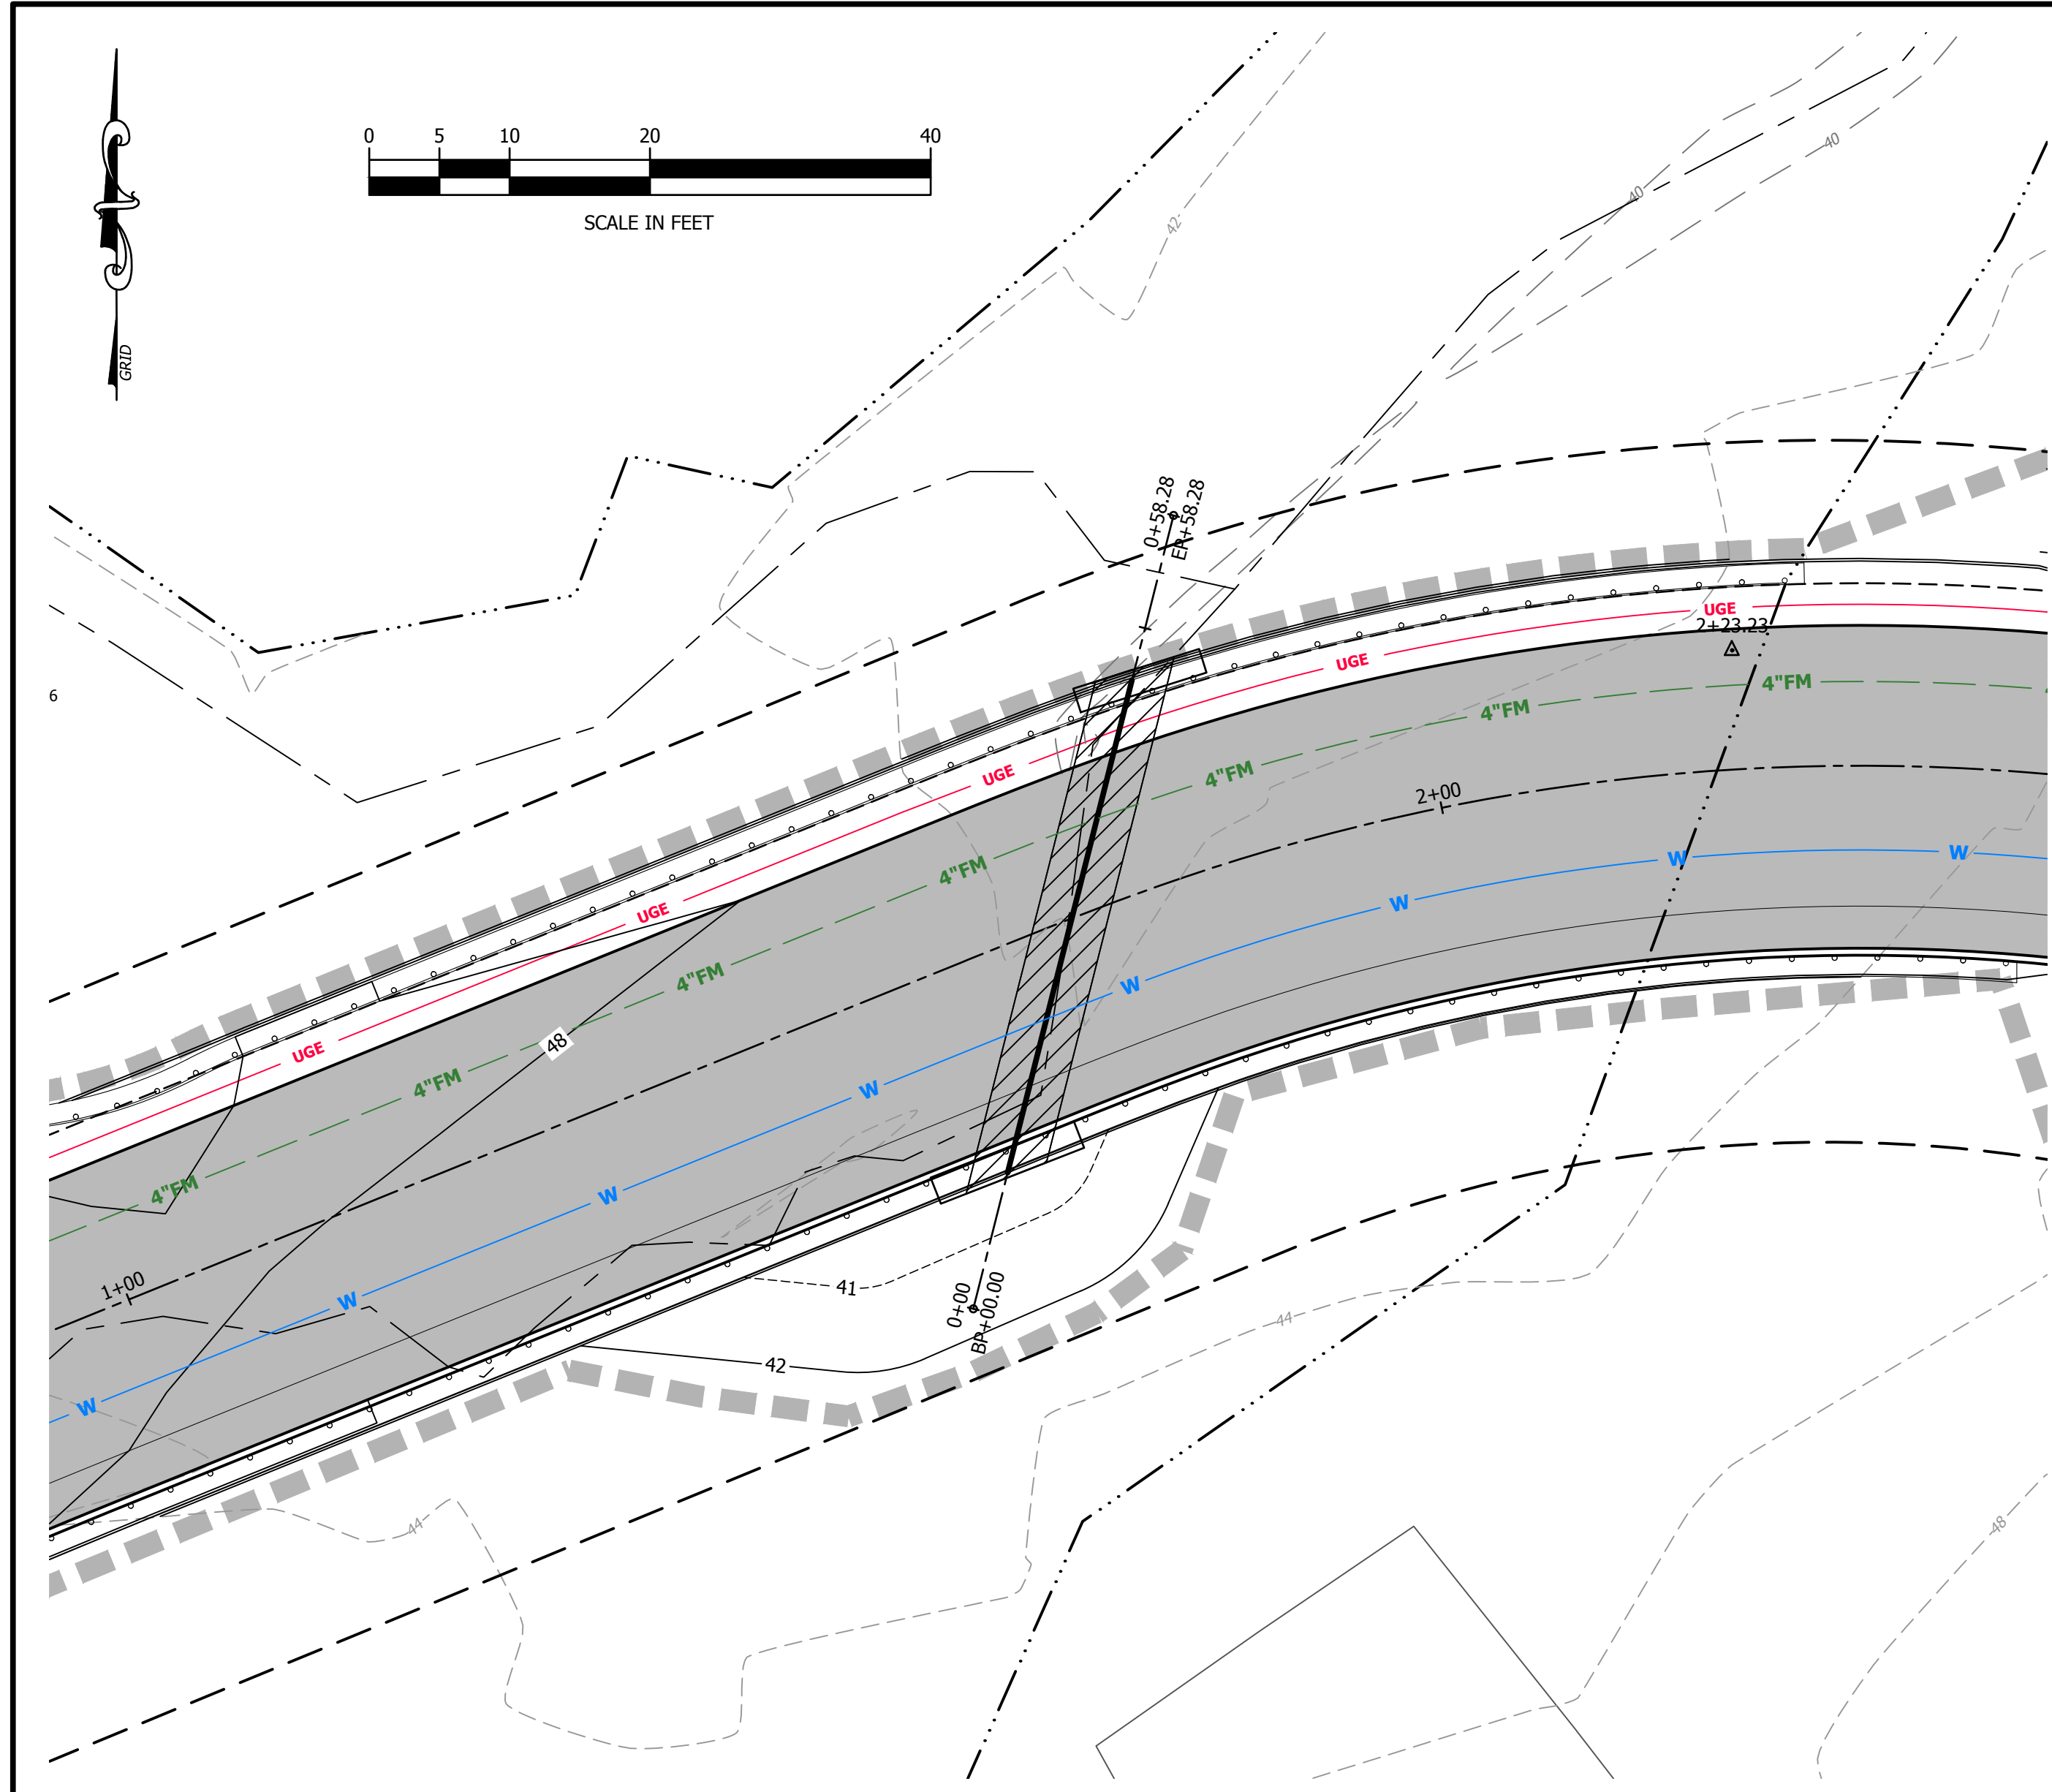 0 5 10 20 40
SCALE IN FEET
GRID
40
40
42
0+58.28
EP+58.28
UGE
2+23.23
UGE
4"FM
4"FM
6
UGE
4"FM
2+00
4"FM
W
W
W
UGE
4"FM
W
48
UGE
4"FM
W
4"FM
W
1+00
W
41
0+00
BP+00.00
44
42
W
44
48